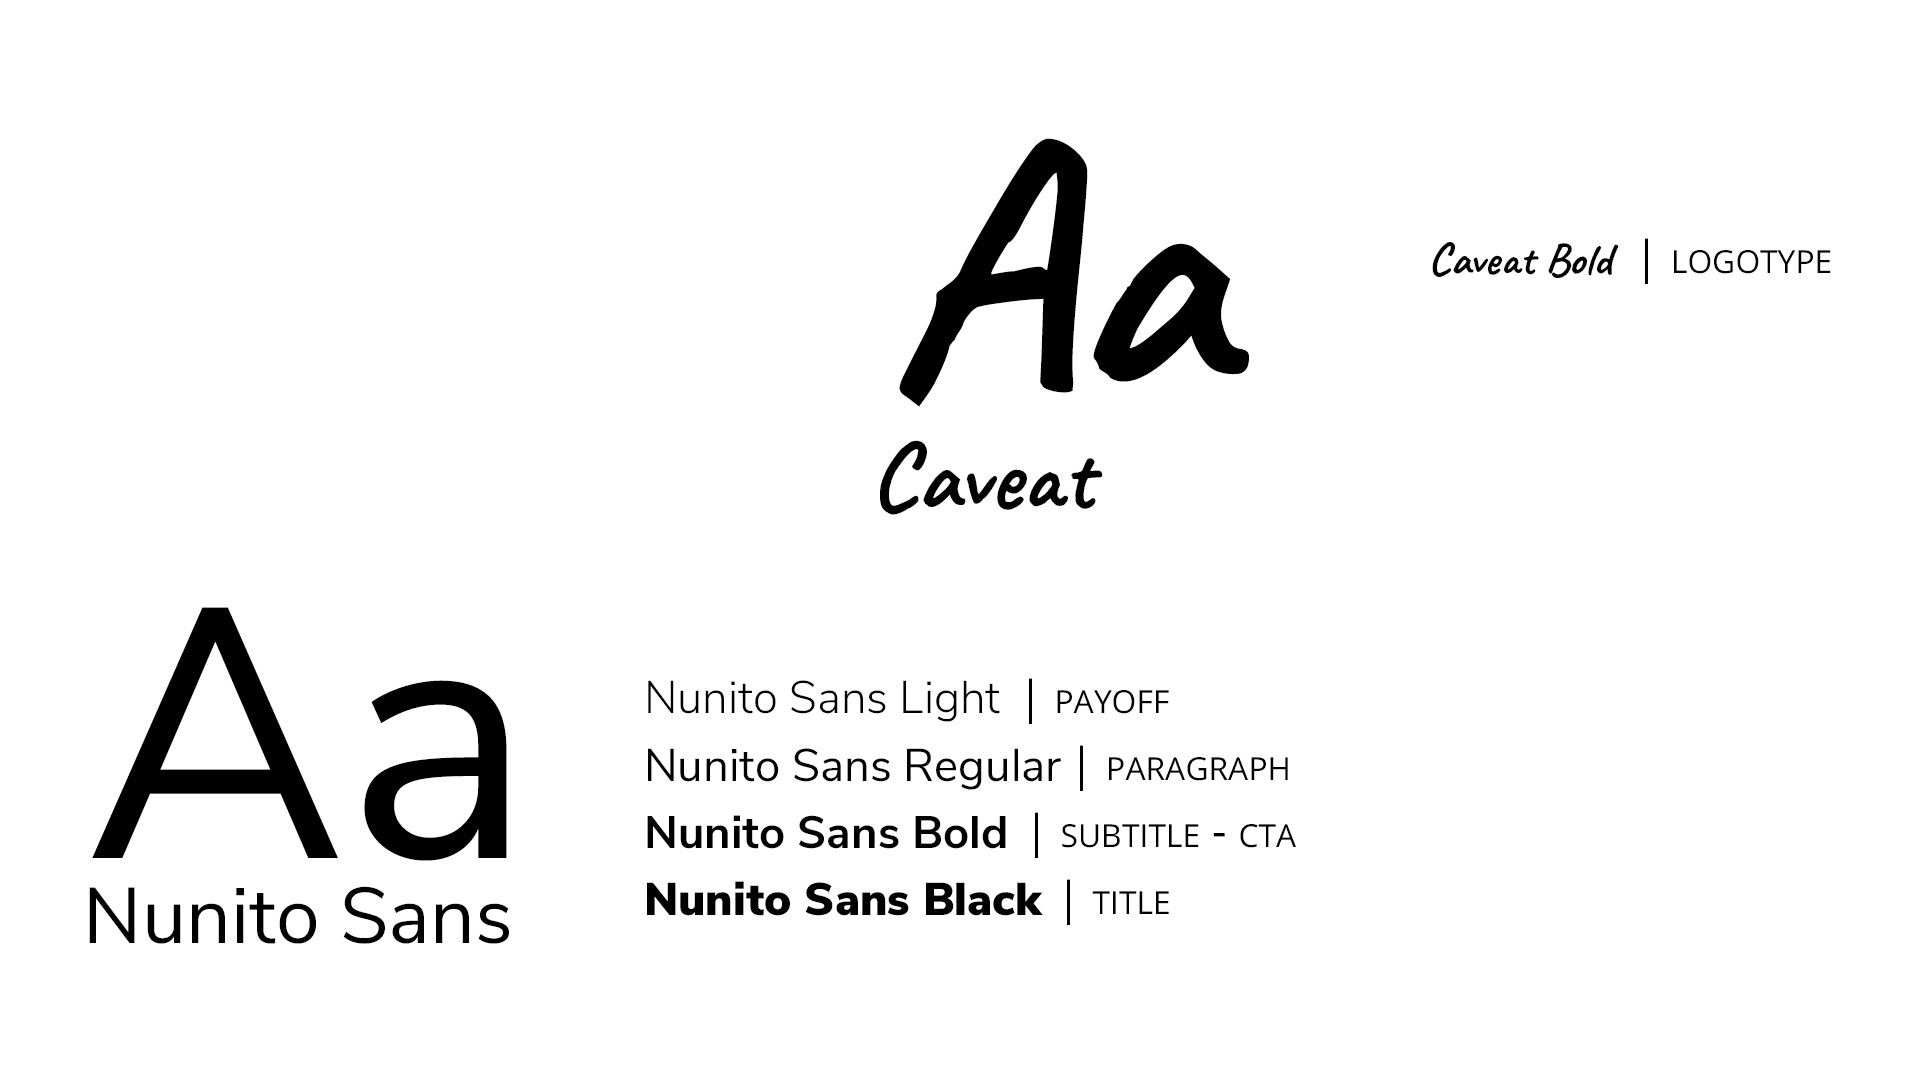 Aa
Caveat
Caveat Bold | LOGOTYPE
Aa
Nunito Sans
Nunito Sans Light | PAYOFF
Nunito Sans Regular | PARAGRAPH
Nunito Sans Bold | SUBTITLE - CTA
Nunito Sans Black | TITLE